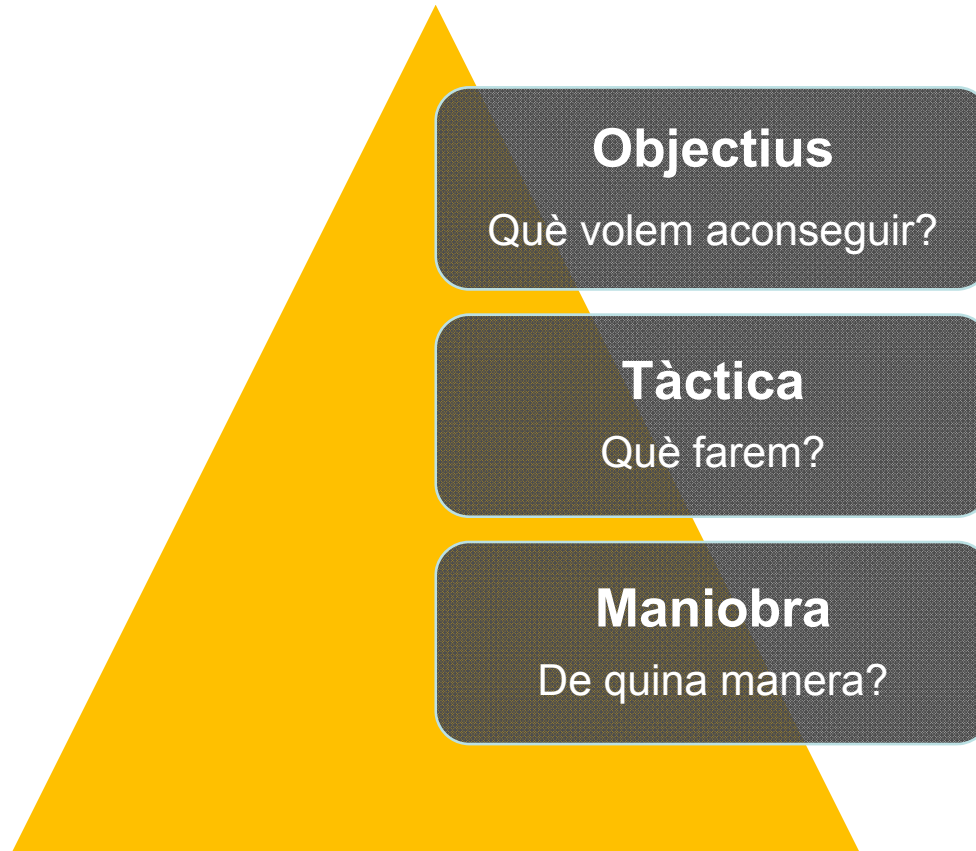 Objectius
Què volem aconseguir?
Tàctica
Què farem?
Maniobra
De quina manera?